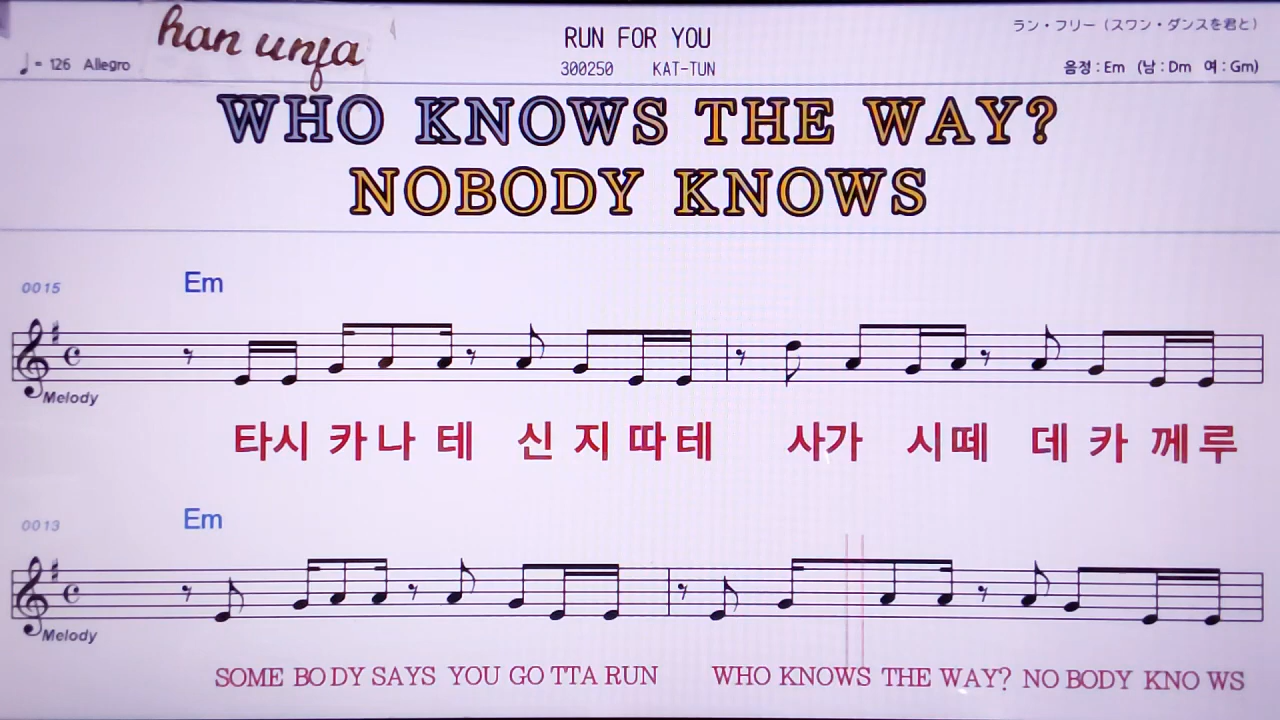 han unfa
RUN FOR YOU
ラン・フリー（スワン・ダンスを君と）
♩= 126 Allegro
300250 KAT-TUN
음정 : Em (남 : Dm 여 : Gm)
WHO KNOWS THE WAY?
NOBODY KNOWS
0015 Em
Melody
타시 카나 테 신 지 따테 사가 시떼 데 카 께루
0013 Em
Melody
SOME BO DY SAYS YOU GO TTA RUN WHO KNOWS THE WAY? NO BODY KNO WS